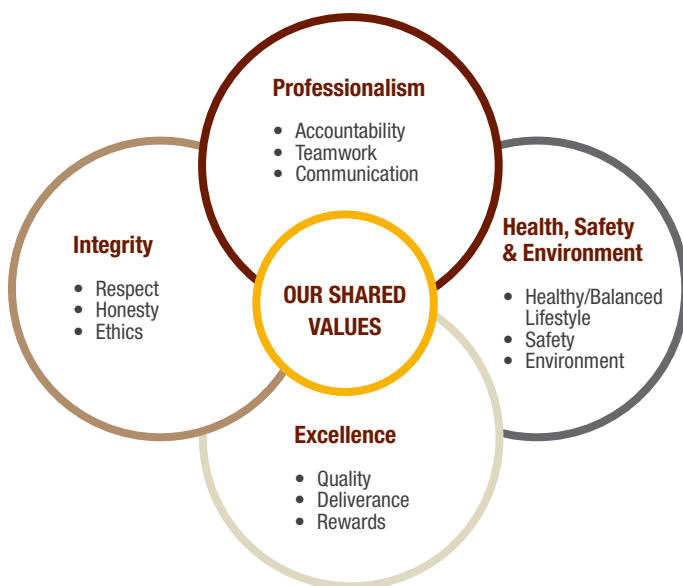 Professionalism
• Accountability
• Teamwork
• Communication
Integrity
• Respect
• Honesty
• Ethics
OUR SHARED
VALUES
Health, Safety
& Environment
• Healthy/Balanced
Lifestyle
• Safety
• Environment
Excellence
• Quality
• Deliverance
• Rewards